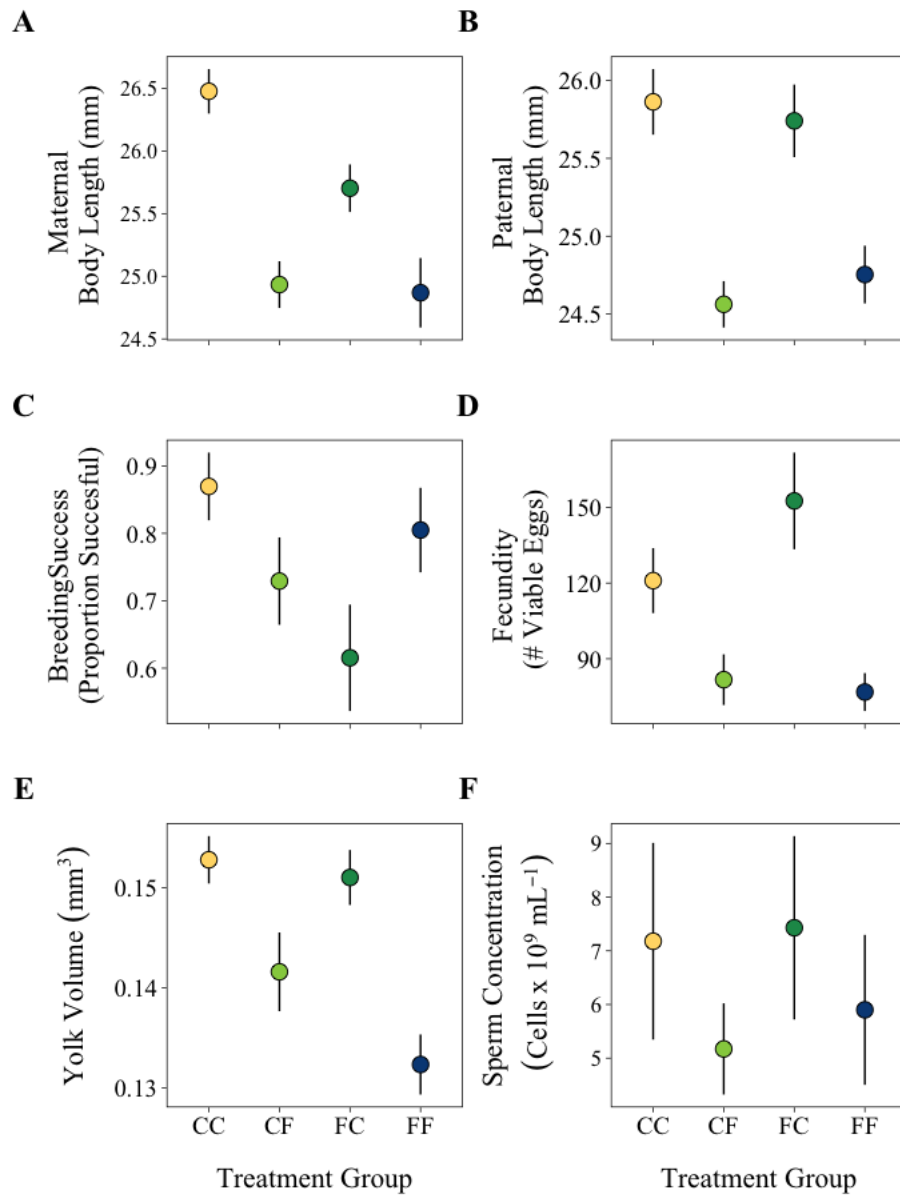 A
Maternal
Body Length (mm)
26.5
26.0
25.5
25.0
24.5
B
Paternal
Body Length (mm)
26.0
25.5
25.0
24.5
C
BreedingSuccess
(Proportion Succesful)
0.9
0.8
0.7
0.6
D
Fecundity
(# Viable Eggs)
150
120
90
E
Yolk Volume (mm³)
0.15
0.14
0.13
CC CF FC FF
Treatment Group
F
Sperm Concentration
(Cells x 10⁹ mL⁻¹)
9
8
7
6
5
CC CF FC FF
Treatment Group